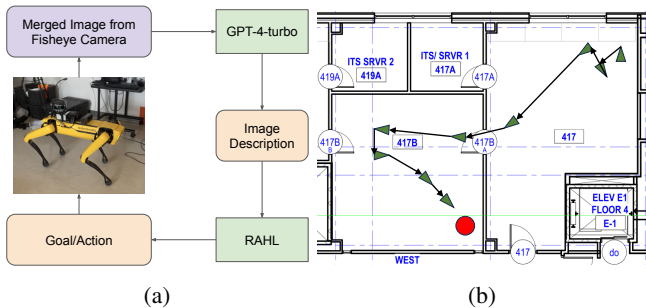 Merged Image from
Fisheye Camera
GPT-4-turbo
Image
Description
RAHL
Goal/Action
(a)
ITS SRVR 2
419A
ITS/ SRVR 1
417A
419A
417A
417B
B
417B
417B
A
417
ELEV E1
FLOOR 4
E-1
WEST
417
do
(b)